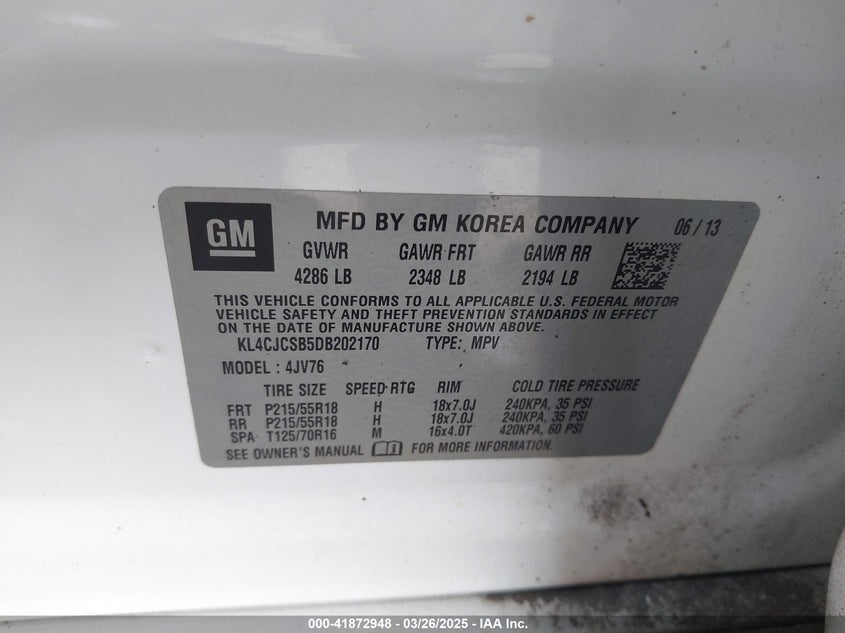 GM
MFD BY GM KOREA COMPANY 06/13
GVWR GAWR FRT GAWR RR
4286 LB 2348 LB 2194 LB
THIS VEHICLE CONFORMS TO ALL APPLICABLE U.S. FEDERAL MOTOR
VEHICLE SAFETY AND THEFT PREVENTION STANDARDS IN EFFECT
ON THE DATE OF MANUFACTURE SHOWN ABOVE.
KL4CJCSB5DB202170 TYPE: MPV
MODEL: 4JV76
TIRE SIZE SPEED RTG RIM COLD TIRE PRESSURE
FRT P215/55R18 H 18x7.0J 240KPA, 35 PSI
RR P215/55R18 H 18x7.0J 240KPA, 35 PSI
SPA T125/70R16 M 16x4.0T 420KPA, 60 PSI
SEE OWNER'S MANUAL FOR MORE INFORMATION.
000-41872948 - 03/26/2025 - IAA Inc.